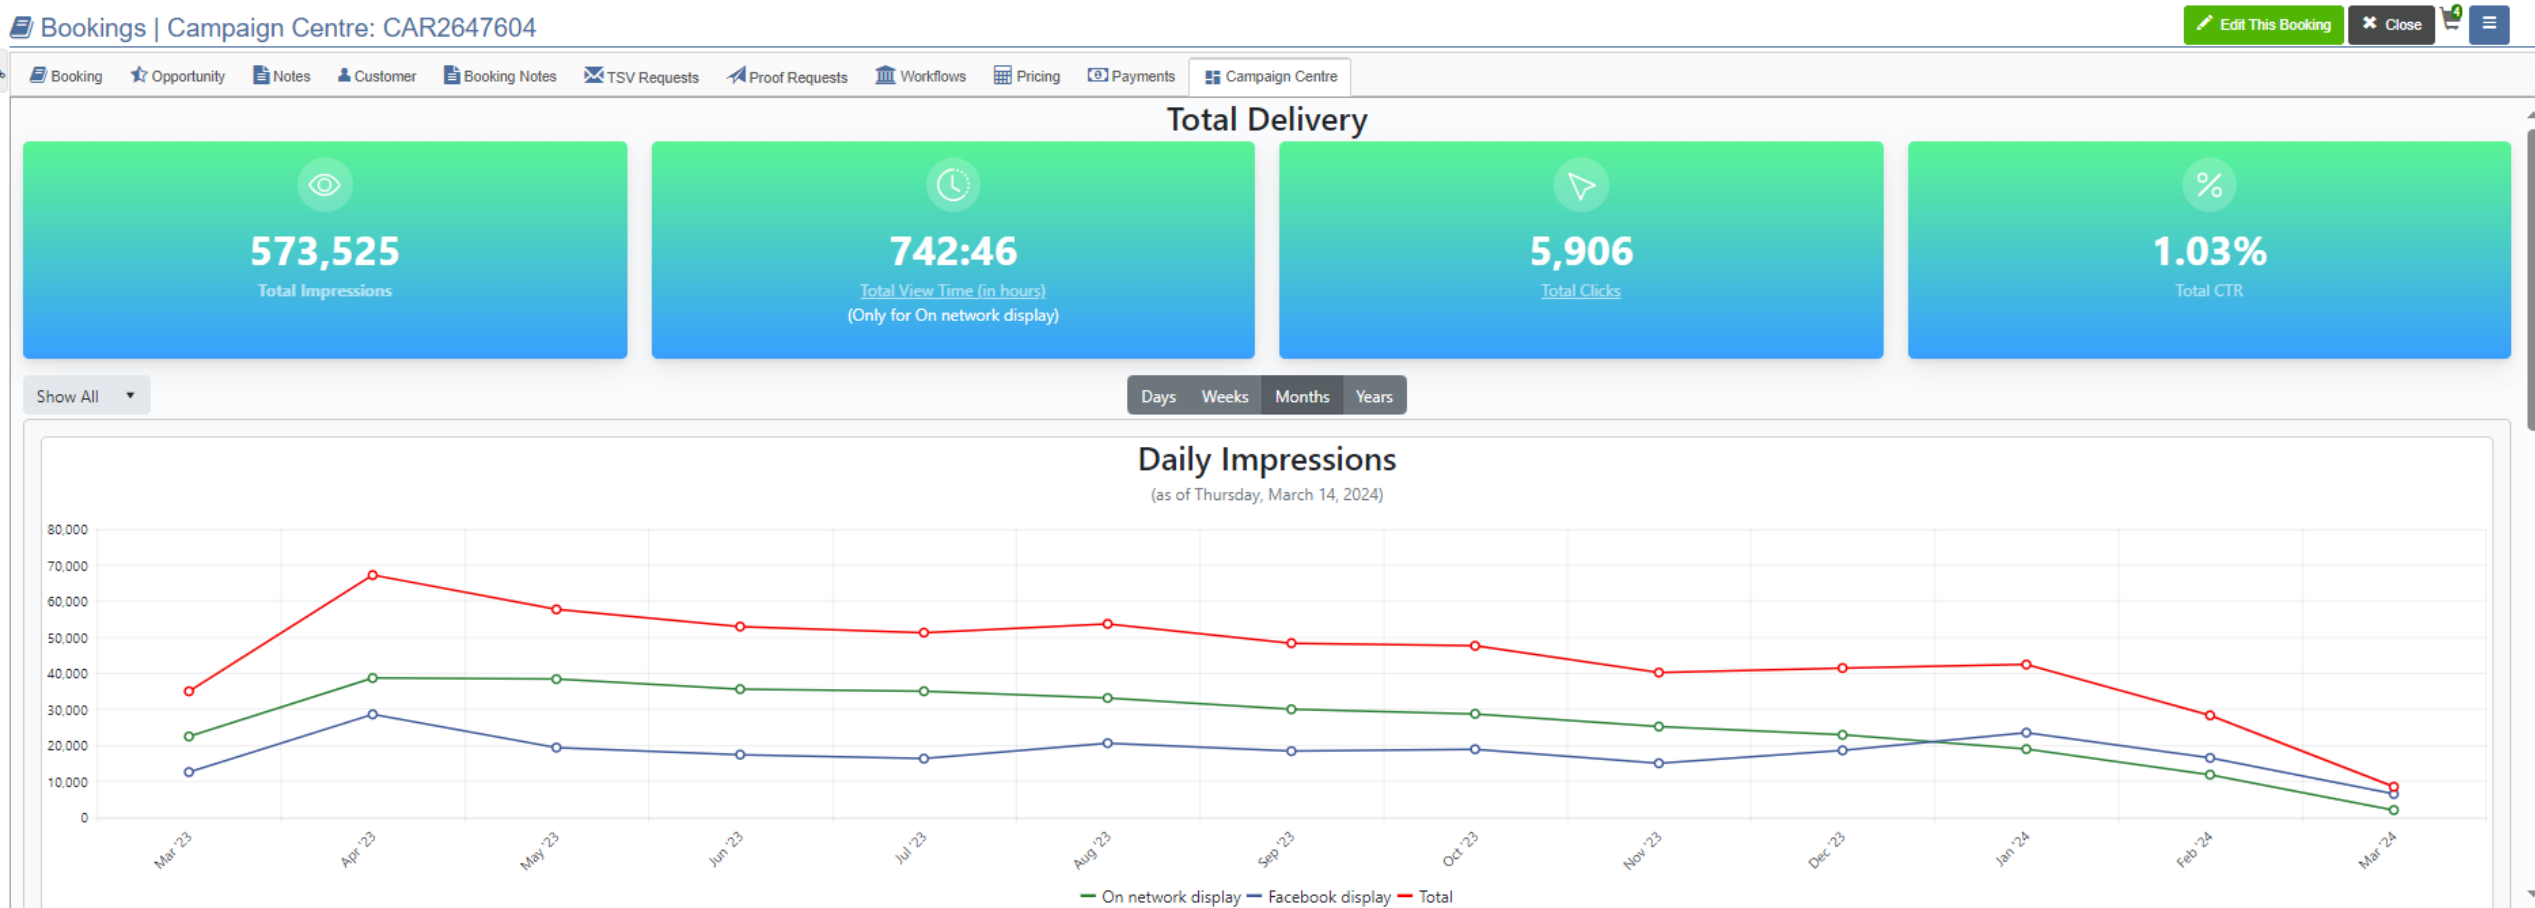 Bookings | Campaign Centre: CAR2647604
Edit This Booking
Close
4
Booking Opportunity Notes Customer Booking Notes TSV Requests Proof Requests Workflows Pricing Payments Campaign Centre
Total Delivery
573,525
Total Impressions
742:46
Total View Time (in hours)
(Only for On network display)
5,906
Total Clicks
1.03%
Total CTR
Show All
Days Weeks Months Years
Daily Impressions
(as of Thursday, March 14, 2024)
80,000
70,000
60,000
50,000
40,000
30,000
20,000
10,000
0
Mar '23 Apr '23 May '23 Jun '23 Jul '23 Aug '23 Sep '23 Oct '23 Nov '23 Dec '23 Jan '24 Feb '24 Mar '24
On network display Facebook display Total